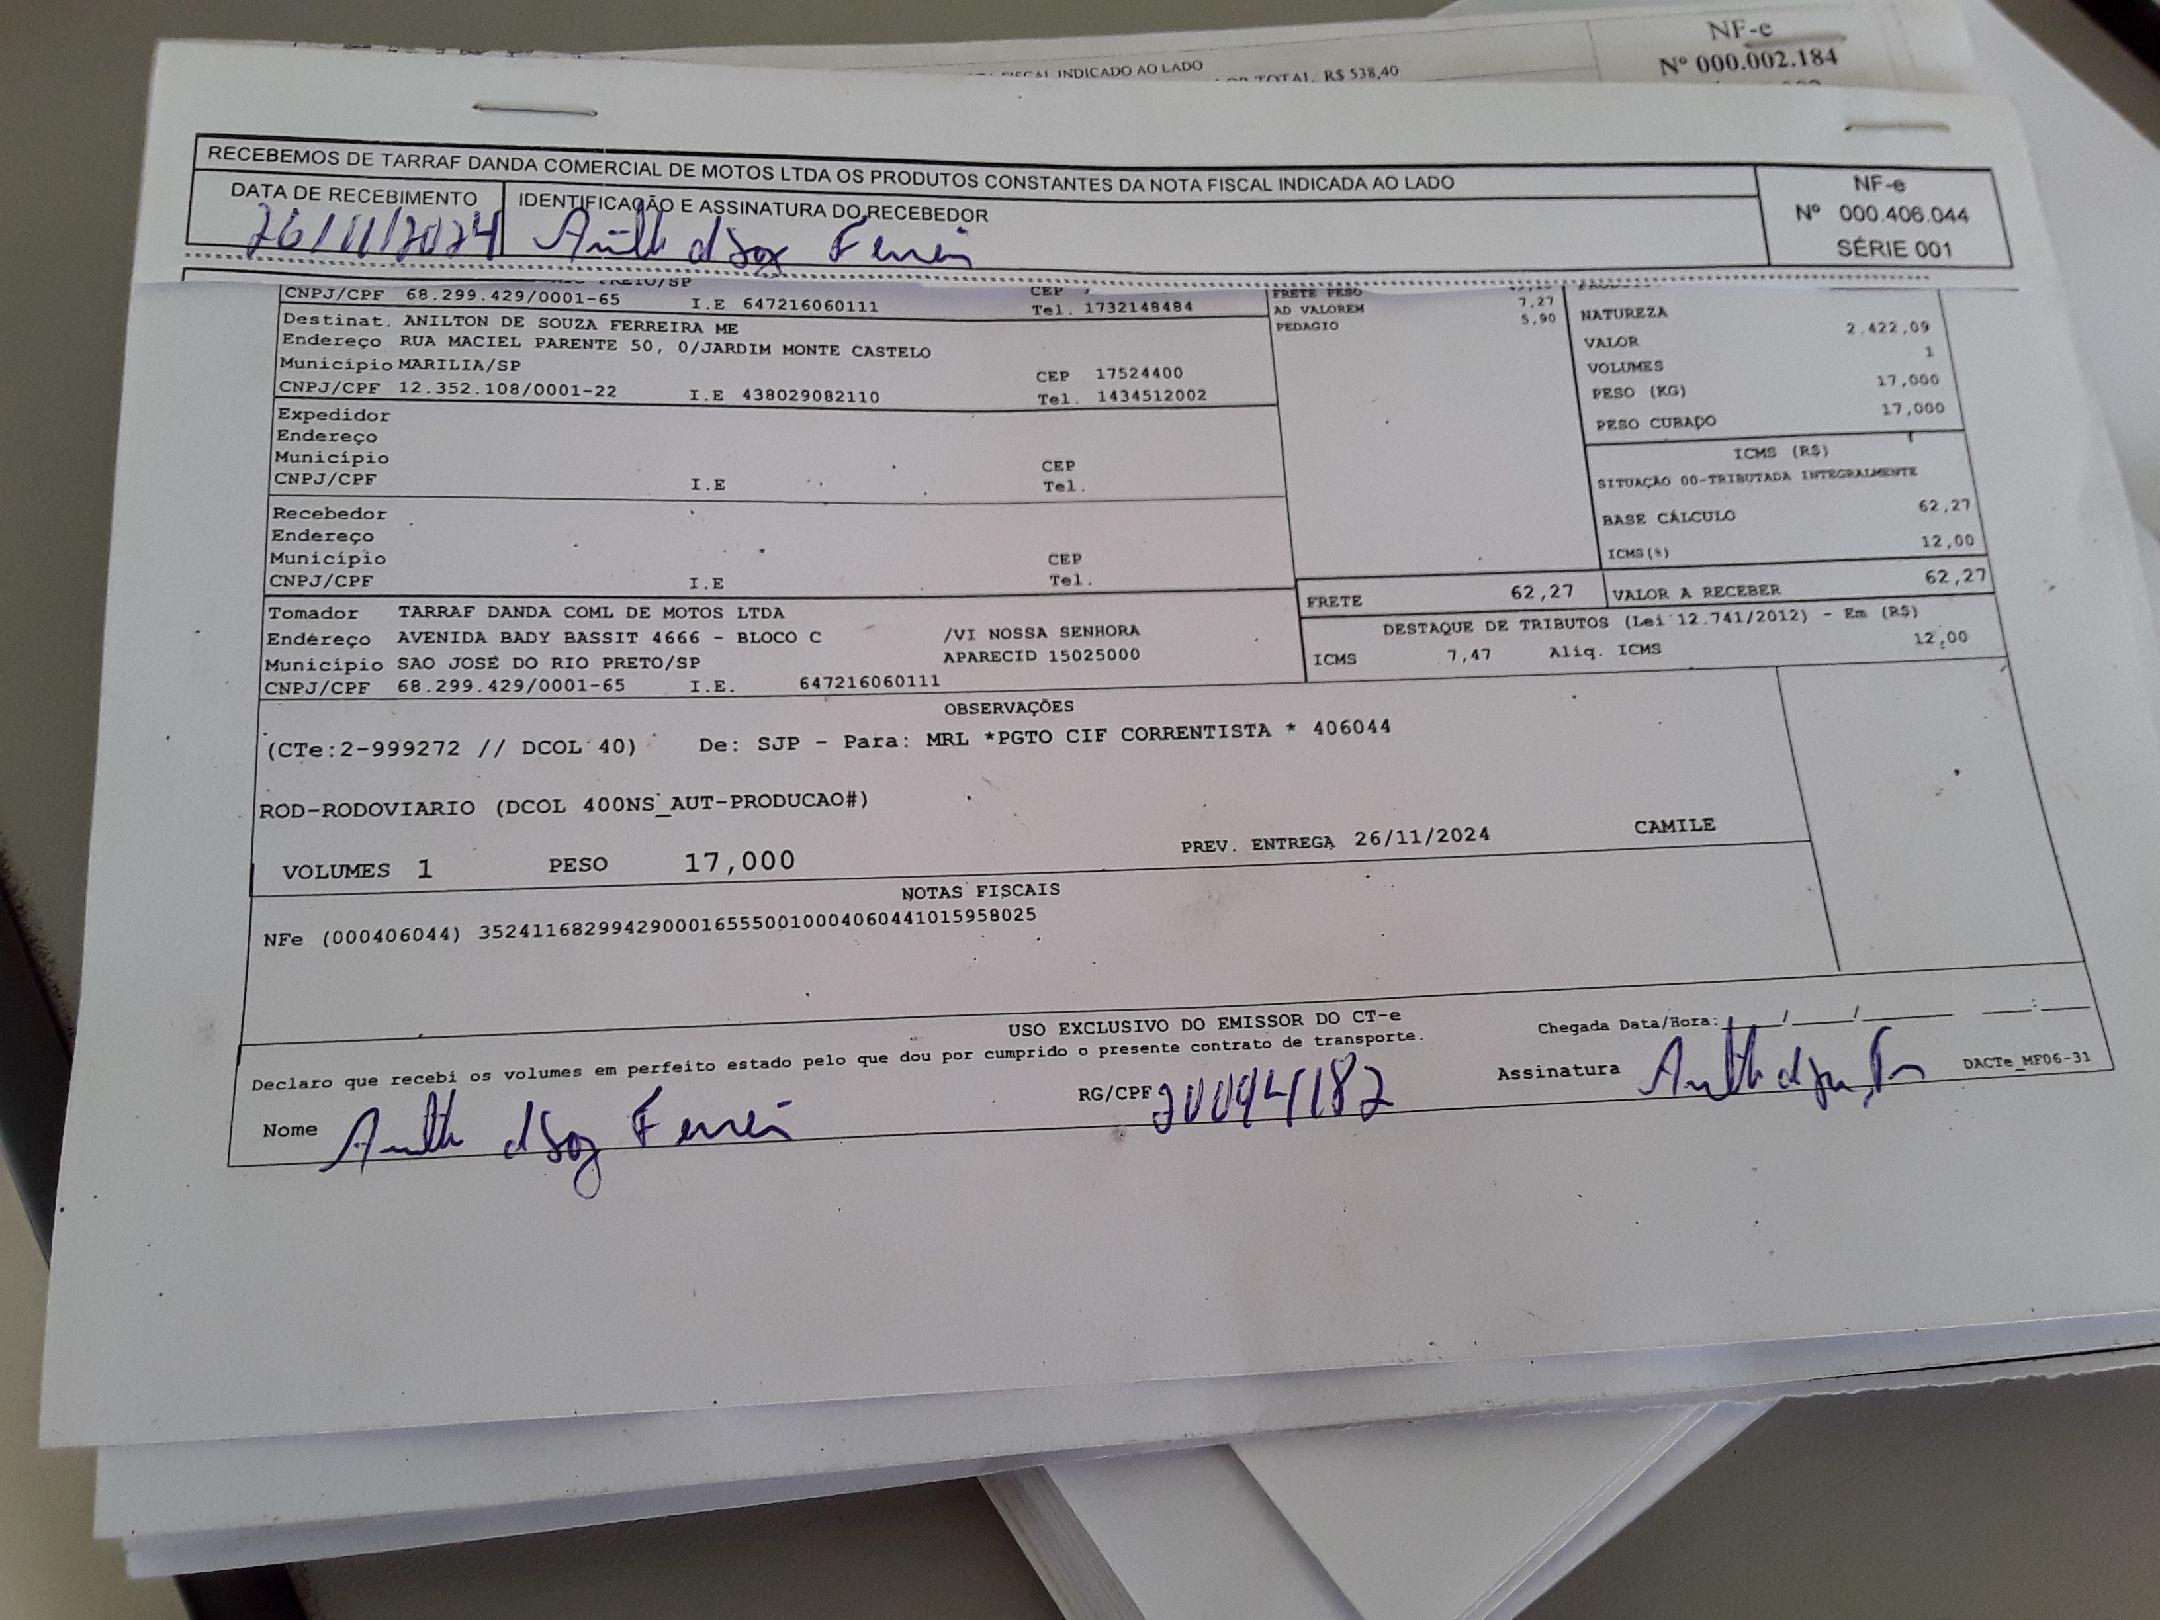 NF-e
INDICADO AO LADO
TOTAL. R$ 538,40
Nº 000.002.184
RECEBEMOS DE TARRAF DANDA COMERCIAL DE MOTOS LTDA OS PRODUTOS CONSTANTES DA NOTA FISCAL INDICADA AO LADO
DATA DE RECEBIMENTO
IDENTIFICAÇÃO E ASSINATURA DO RECEBEDOR
26/11/2024
NF-e
Nº 000.406.044
SÉRIE 001
CNPJ/CPF 68.299.429/0001-65 I.E 647216060111
CEP
Tel. 1732148484
Destinat. ANILTON DE SOUZA FERREIRA ME
Endereço RUA MACIEL PARENTE 50, 0/JARDIM MONTE CASTELO
Município MARILIA/SP CEP 17524400
CNPJ/CPF 12.352.108/0001-22 I.E 438029082110 Tel. 1434512002
Expedidor
Endereço
Município CEP
CNPJ/CPF I.E Tel.
Recebedor
Endereço
Município CEP
CNPJ/CPF I.E Tel.
Tomador TARRAF DANDA COML DE MOTOS LTDA
Endereço AVENIDA BADY BASSIT 4666 - BLOCO C /VI NOSSA SENHORA
Município SAO JOSE DO RIO PRETO/SP APARECID 15025000
CNPJ/CPF 68.299.429/0001-65 I.E. 647216060111
FRETE PESO
AD VALOREM 7,27
PEDAGIO 5,90
NATUREZA
VALOR 2.422,09
VOLUMES 1
PESO (KG) 17,000
PESO CUBADO 17,000
ICMS (R$)
SITUAÇÃO 00-TRIBUTADA INTEGRALMENTE
BASE CÁLCULO 62,27
ICMS(%) 12,00
FRETE 62,27 VALOR A RECEBER 62,27
DESTAQUE DE TRIBUTOS (Lei 12.741/2012) - Em (R$)
ICMS 7,47 Aliq. ICMS 12,00
OBSERVAÇÕES
(CTe:2-999272 // DCOL 40) De: SJP - Para: MRL *PGTO CIF CORRENTISTA * 406044
ROD-RODOVIARIO (DCOL 400NS_AUT-PRODUCAO#)
VOLUMES 1 PESO 17,000 PREV. ENTREGA 26/11/2024 CAMILE
NOTAS FISCAIS
NFe (000406044) 35241168299429000165550010004060441015958025
USO EXCLUSIVO DO EMISSOR DO CT-e
Declaro que recebi os volumes em perfeito estado pelo que dou por cumprido o presente contrato de transporte.
Chegada Data/Hora: ____/____/______ ___:___
Nome
RG/CPF 20094182
Assinatura
DACTe_MF06-31